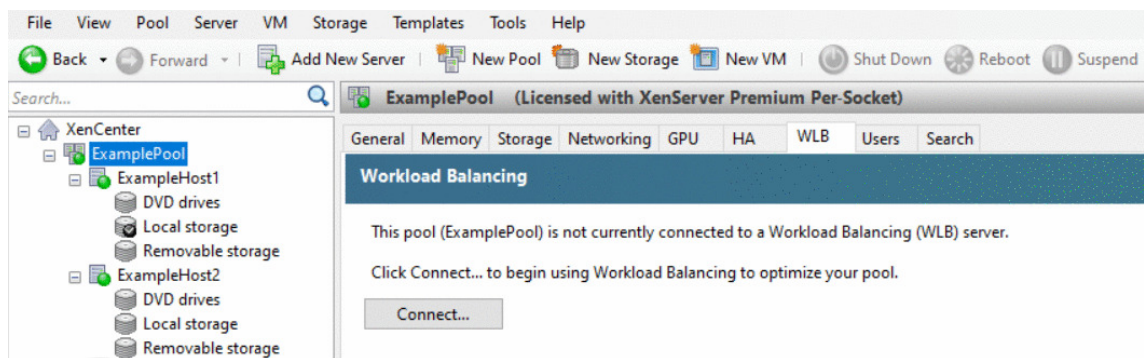 File View Pool Server VM Storage Templates Tools Help
Back Forward Add New Server New Pool New Storage New VM Shut Down Reboot Suspend
Search...
ExamplePool (Licensed with XenServer Premium Per-Socket)
XenCenter
ExamplePool
ExampleHost1
DVD drives
Local storage
Removable storage
ExampleHost2
DVD drives
Local storage
Removable storage
General Memory Storage Networking GPU HA WLB Users Search
Workload Balancing
This pool (ExamplePool) is not currently connected to a Workload Balancing (WLB) server.
Click Connect... to begin using Workload Balancing to optimize your pool.
Connect...